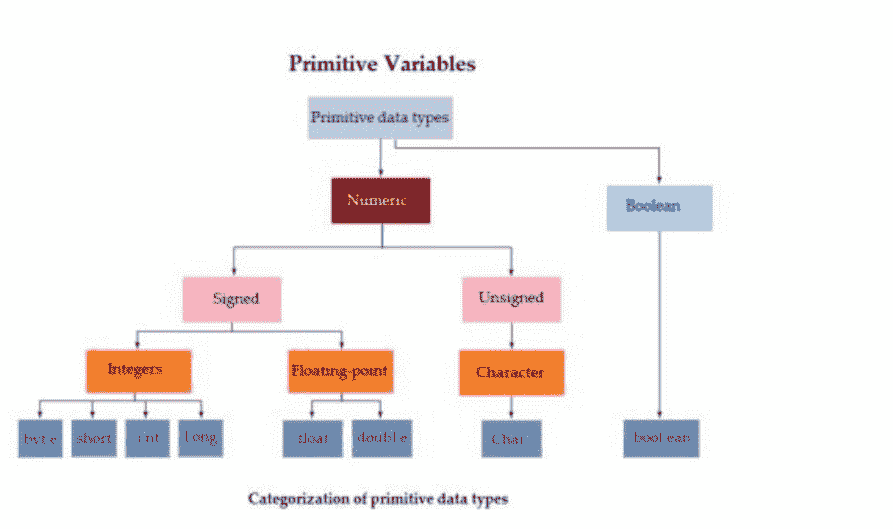 Primitive Variables
Primitive data types
Numeric
Boolean
Signed
Unsigned
Integers
Floating-point
Character
byte short int Long float double Char boolean
Categorization of primitive data types